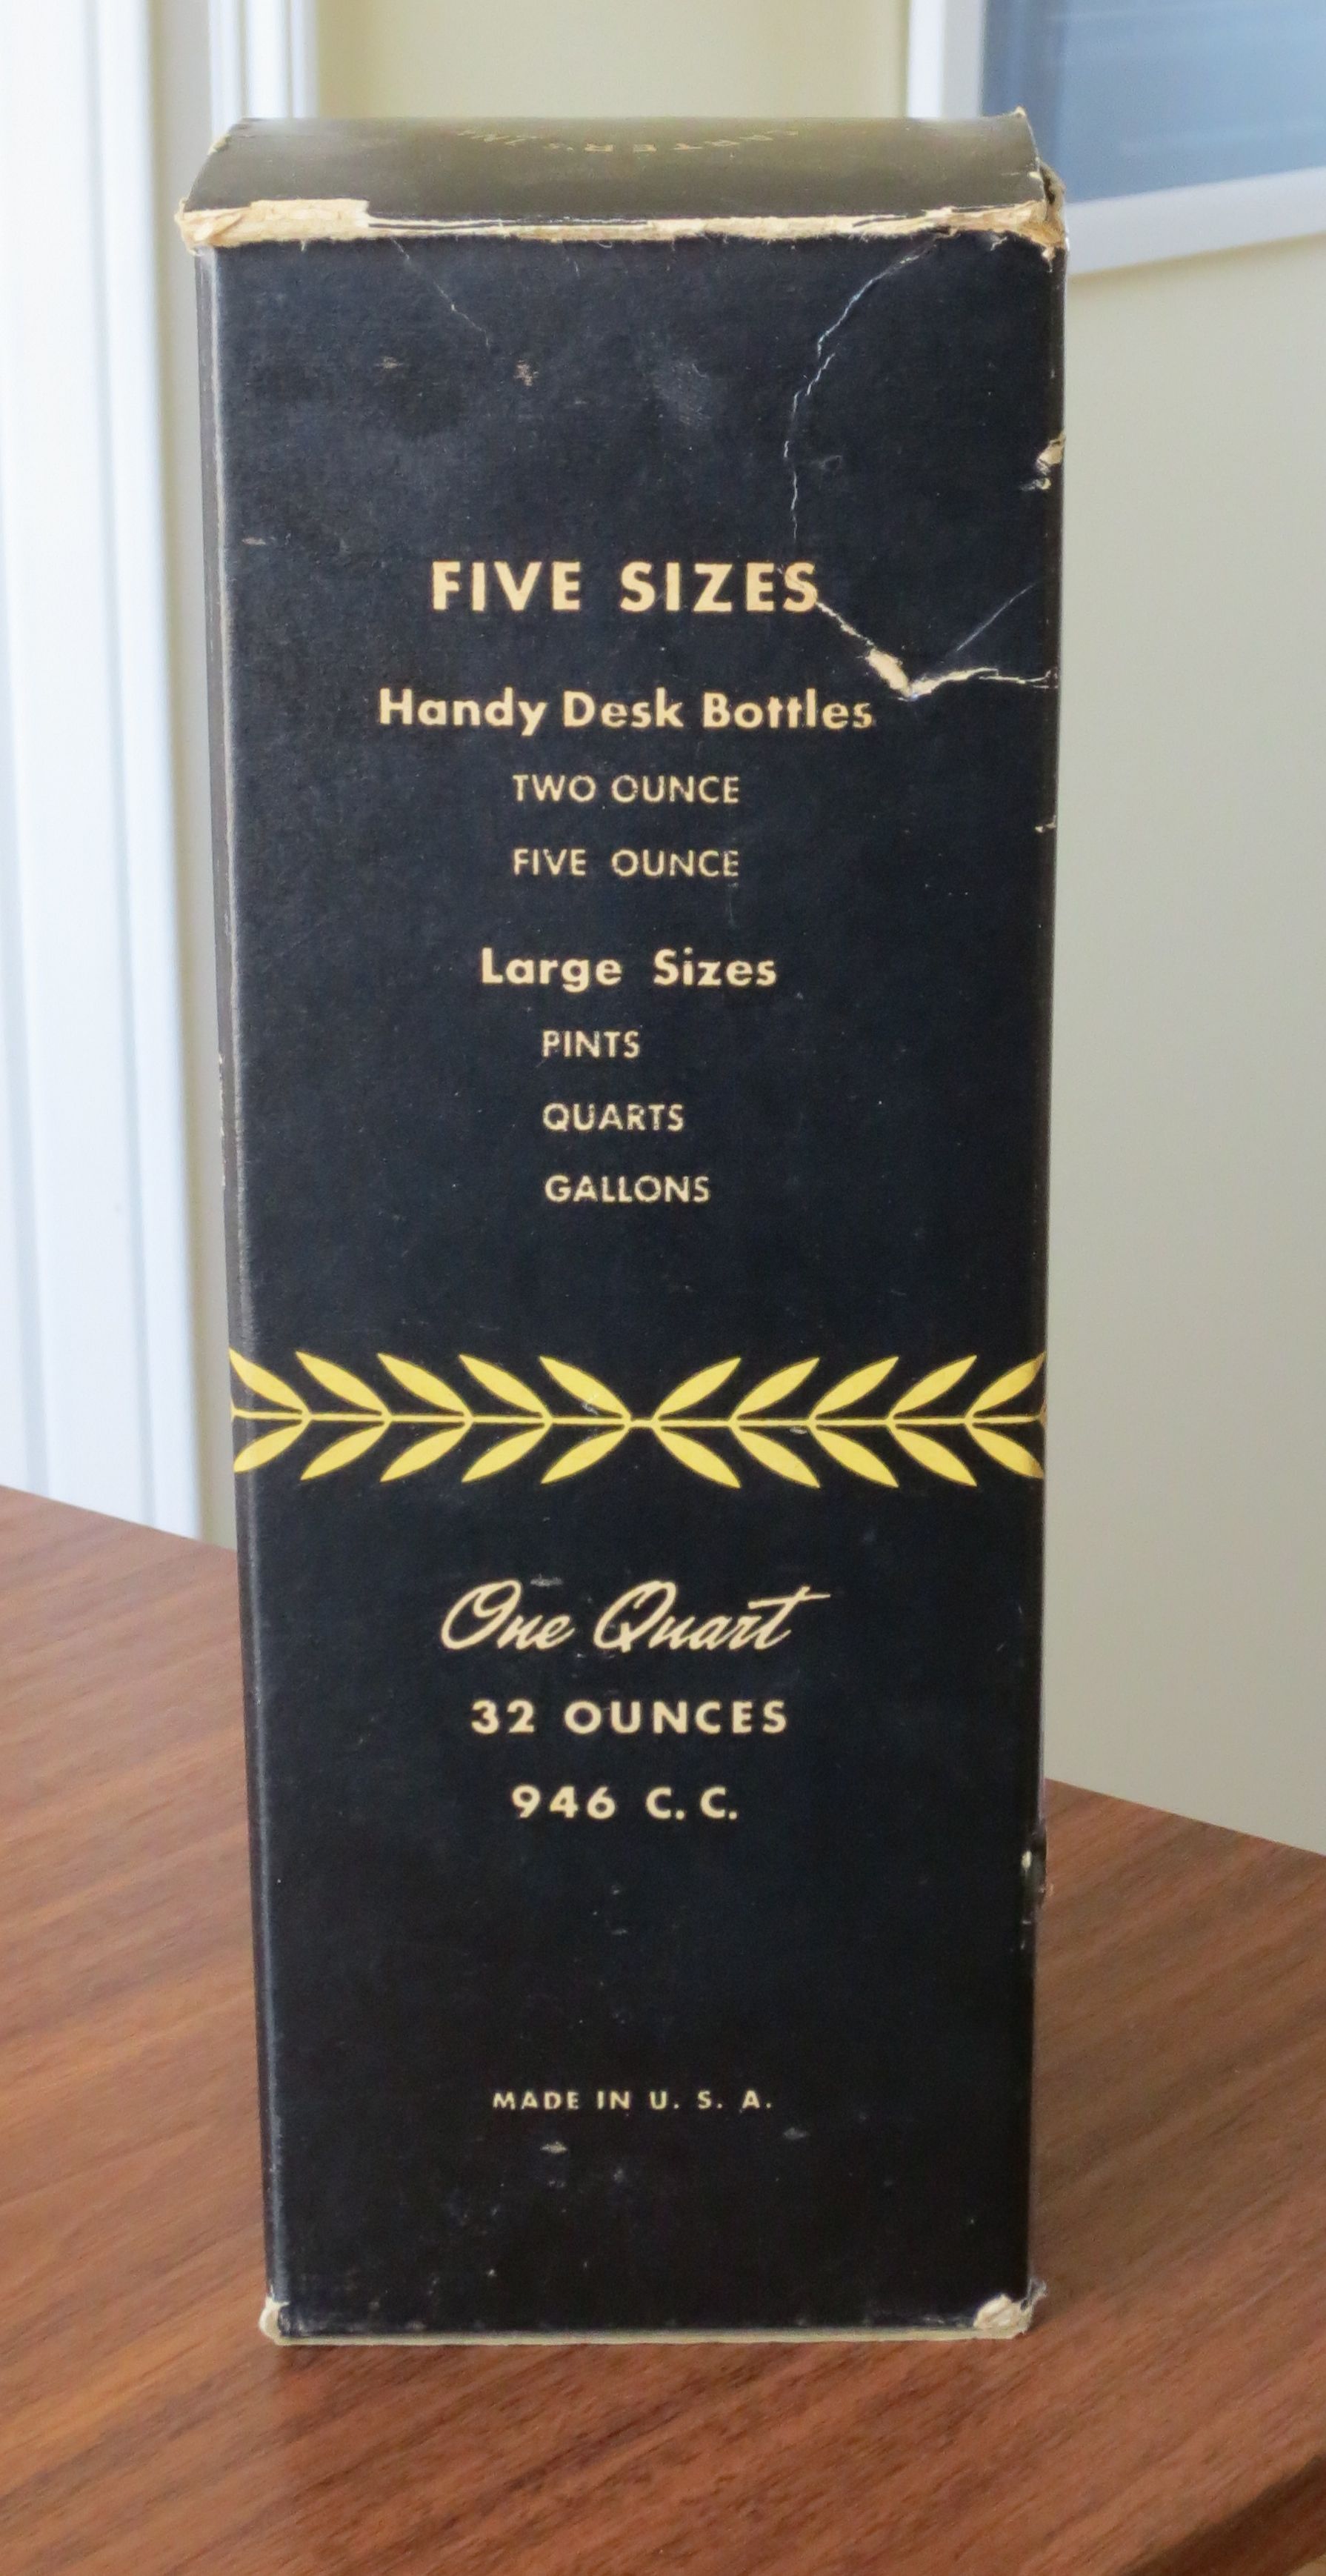 FIVE SIZES
Handy Desk Bottles
TWO OUNCE
FIVE OUNCE
Large Sizes
PINTS
QUARTS
GALLONS
One Quart
32 OUNCES
946 C. C.
MADE IN U. S. A.